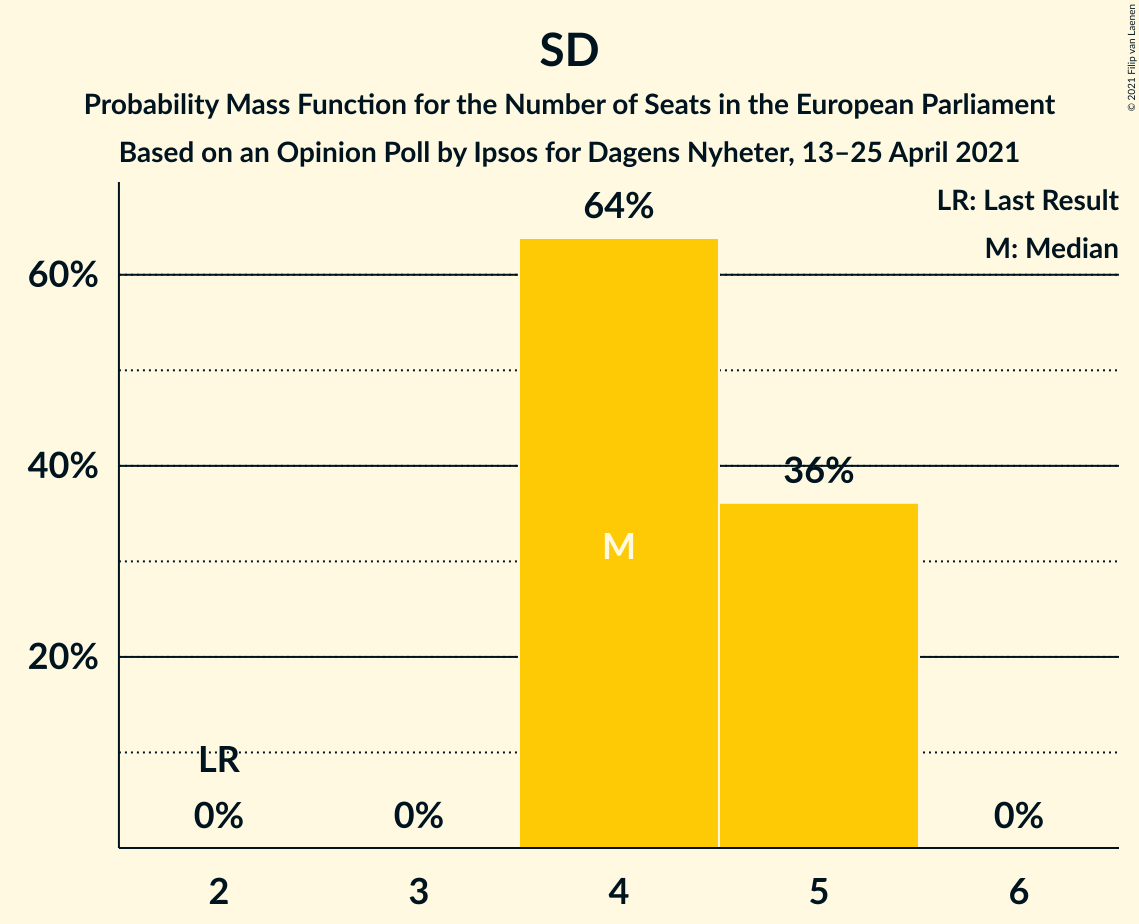 SD
Probability Mass Function for the Number of Seats in the European Parliament
Based on an Opinion Poll by Ipsos for Dagens Nyheter, 13–25 April 2021
© 2021 Filip van Laenen
LR: Last Result
M: Median
64%
60%
40%
36%
M
20%
LR
0%
0%
0%
2
3
4
5
6